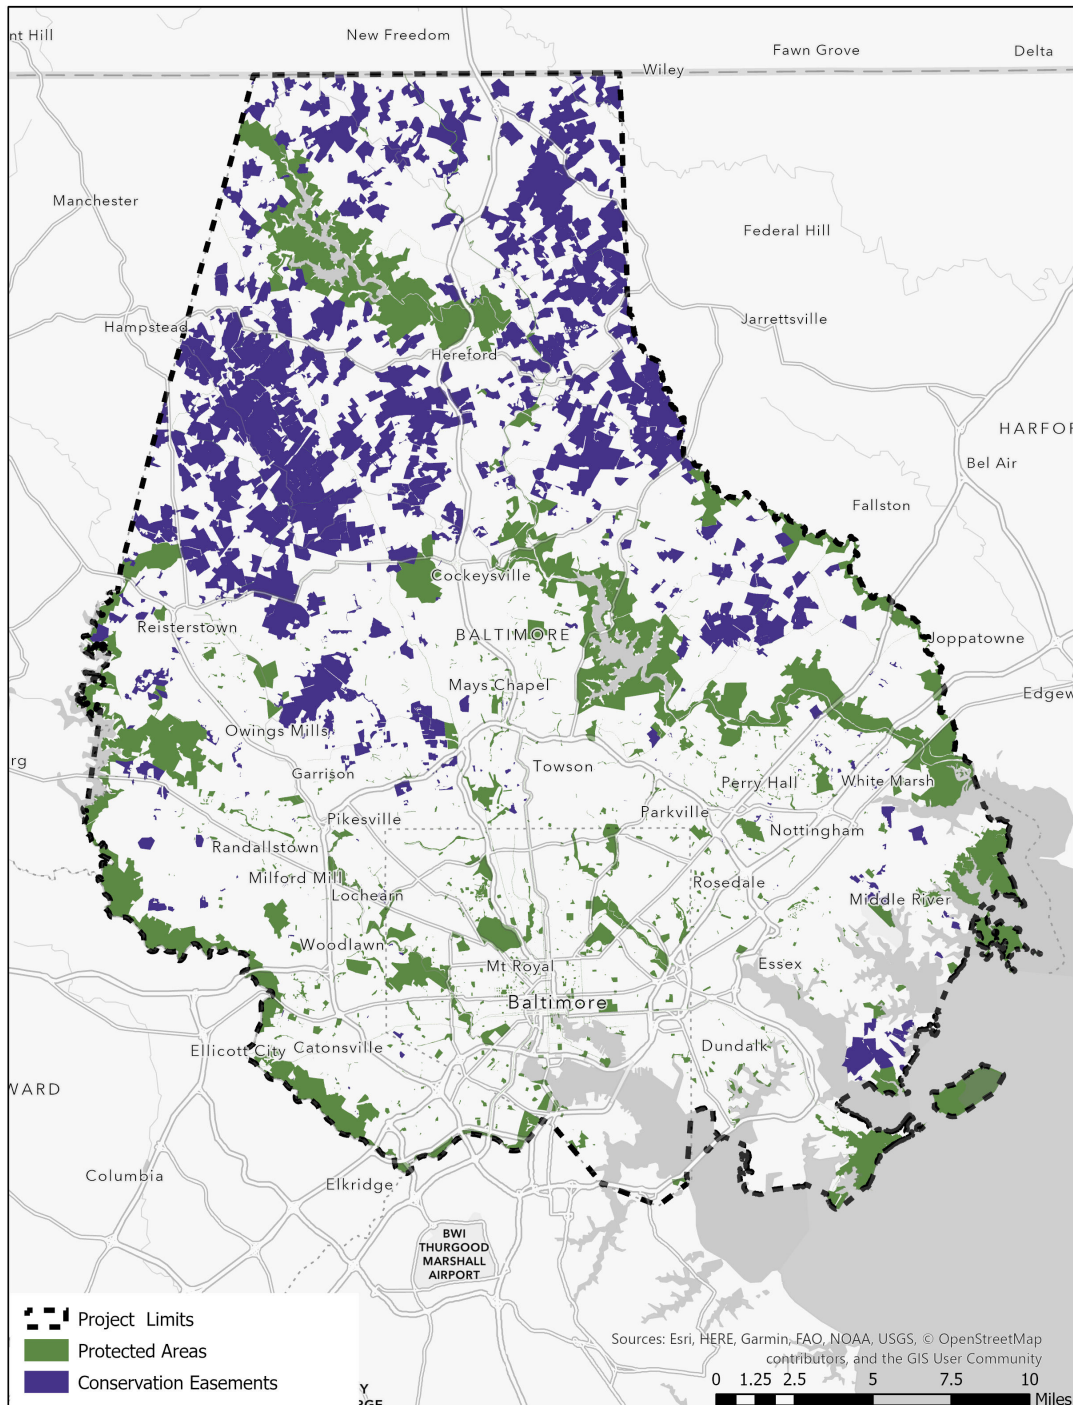 nt Hill
New Freedom
Fawn Grove
Delta
Wiley
Manchester
Federal Hill
Hampstead
Jarrettsville
Hereford
HARFOR
Bel Air
Fallston
Cockeysville
Reisterstown
BALTIMORE
Joppatowne
Mays Chapel
Edgew
Owings Mills
rg
Garrison
Towson
Perry Hall
White Marsh
Pikesville
Parkville
Nottingham
Randallstown
Milford Mill
Lochearn
Rosedale
Middle River
Woodlawn
Mt Royal
Essex
Baltimore
Ellicott City
Catonsville
Dundalk
WARD
Columbia
Elkridge
BWI
THURGOOD
MARSHALL
AIRPORT
Project Limits
Protected Areas
Conservation Easements
Sources: Esri, HERE, Garmin, FAO, NOAA, USGS, © OpenStreetMap
contributors, and the GIS User Community
0 1.25 2.5 5 7.5 10
Miles